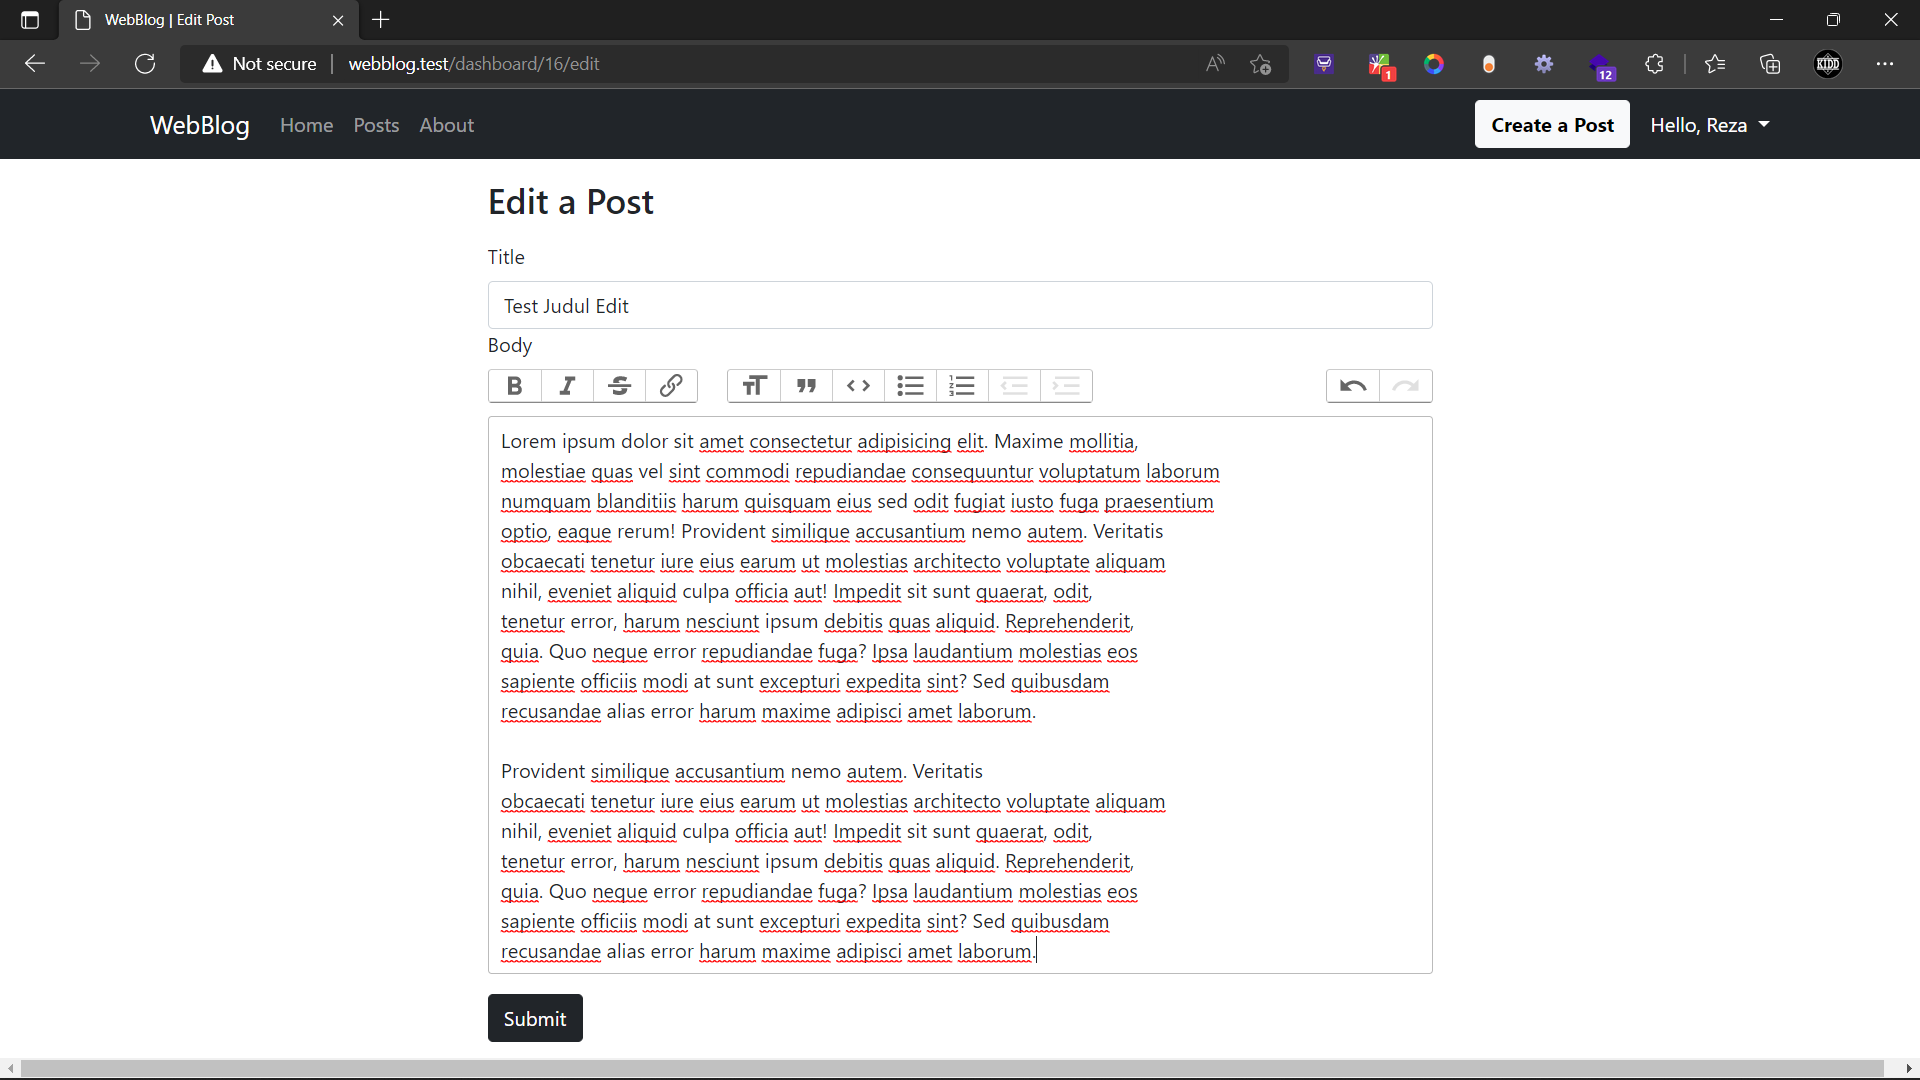 WebBlog | Edit Post
Not secure webblog.test/dashboard/16/edit
1
12
KIDD
WebBlog Home Posts About Create a Post Hello, Reza
Edit a Post
Title
Test Judul Edit
Body
Lorem ipsum dolor sit amet consectetur adipisicing elit. Maxime mollitia,
molestiae quas vel sint commodi repudiandae consequuntur voluptatum laborum
numquam blanditiis harum quisquam eius sed odit fugiat iusto fuga praesentium
optio, eaque rerum! Provident similique accusantium nemo autem. Veritatis
obcaecati tenetur iure eius earum ut molestias architecto voluptate aliquam
nihil, eveniet aliquid culpa officia aut! Impedit sit sunt quaerat, odit,
tenetur error, harum nesciunt ipsum debitis quas aliquid. Reprehenderit,
quia. Quo neque error repudiandae fuga? Ipsa laudantium molestias eos
sapiente officiis modi at sunt excepturi expedita sint? Sed quibusdam
recusandae alias error harum maxime adipisci amet laborum.
Provident similique accusantium nemo autem. Veritatis
obcaecati tenetur iure eius earum ut molestias architecto voluptate aliquam
nihil, eveniet aliquid culpa officia aut! Impedit sit sunt quaerat, odit,
tenetur error, harum nesciunt ipsum debitis quas aliquid. Reprehenderit,
quia. Quo neque error repudiandae fuga? Ipsa laudantium molestias eos
sapiente officiis modi at sunt excepturi expedita sint? Sed quibusdam
recusandae alias error harum maxime adipisci amet laborum.
Submit